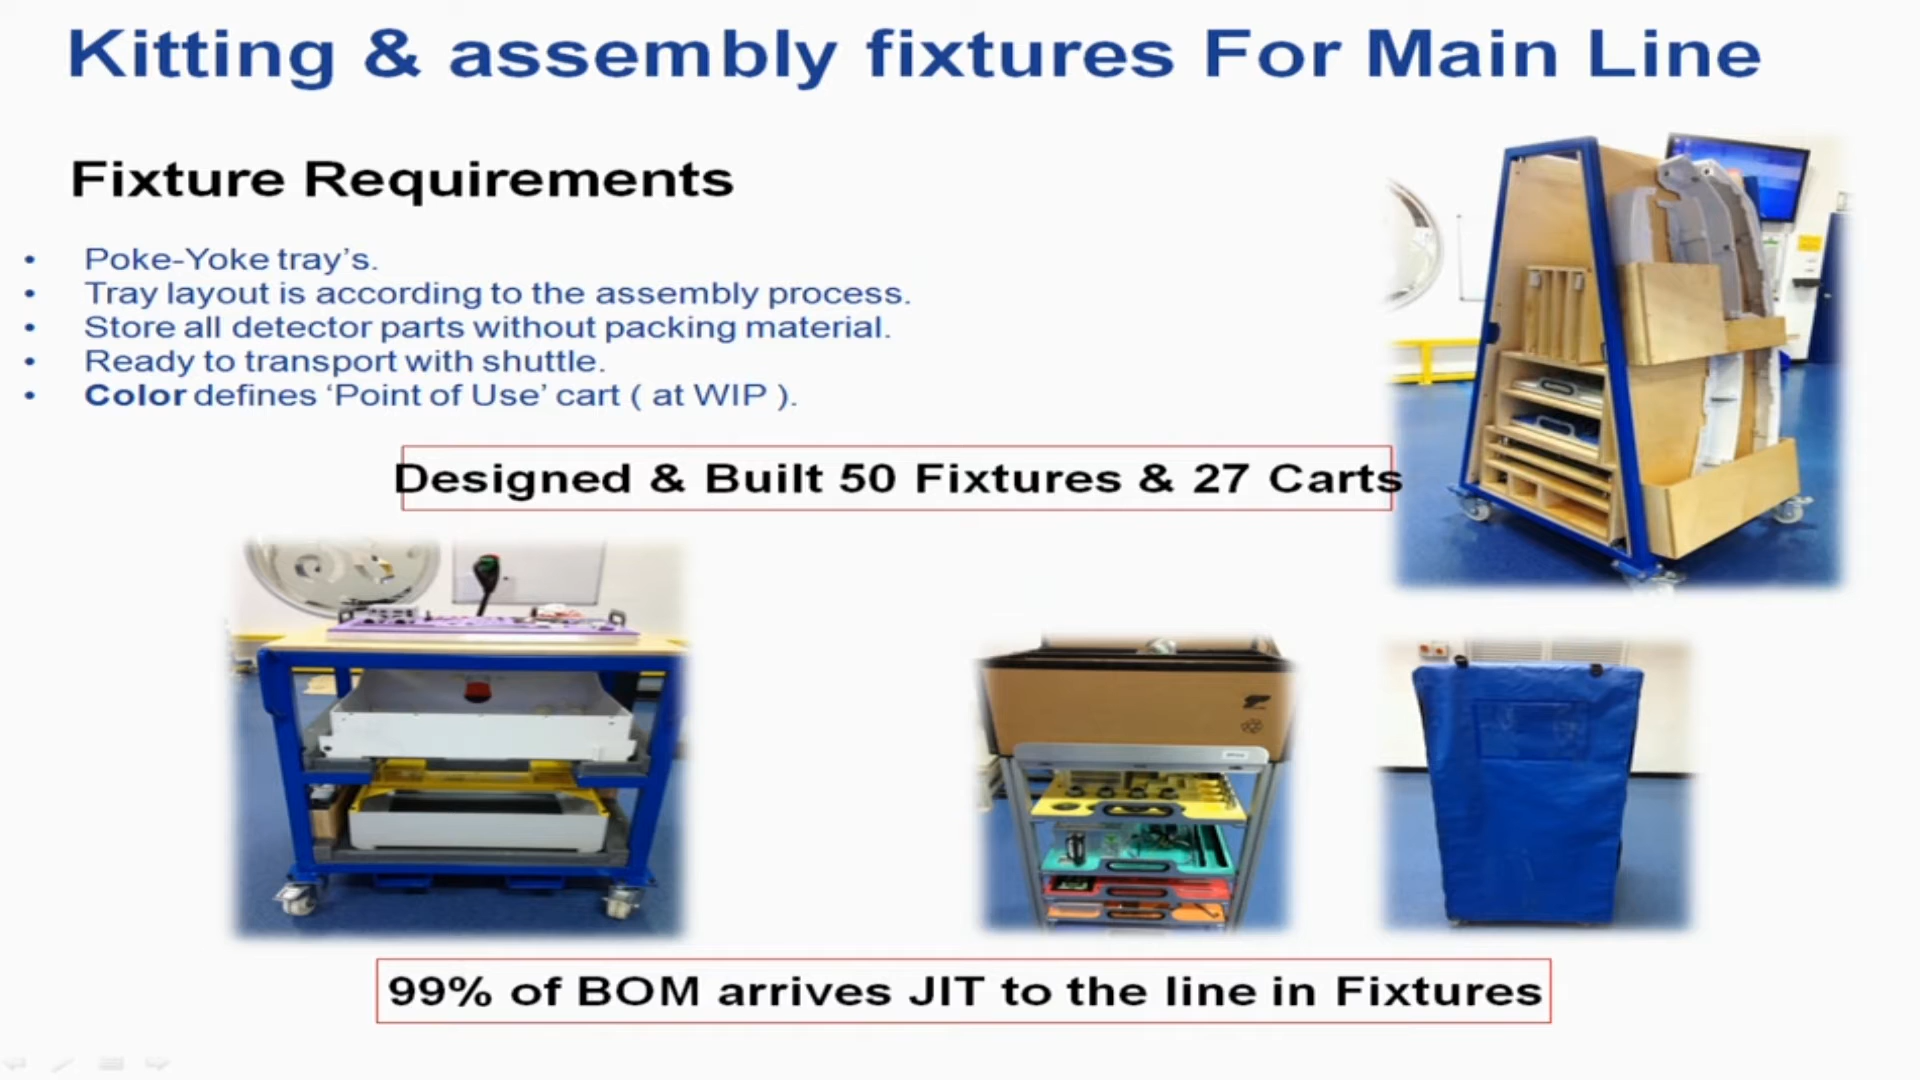 Kitting & assembly fixtures For Main Line
Fixture Requirements
• Poke-Yoke tray’s.
• Tray layout is according to the assembly process.
• Store all detector parts without packing material.
• Ready to transport with shuttle.
• Color defines ‘Point of Use’ cart ( at WIP ).
Designed & Built 50 Fixtures & 27 Carts
99% of BOM arrives JIT to the line in Fixtures